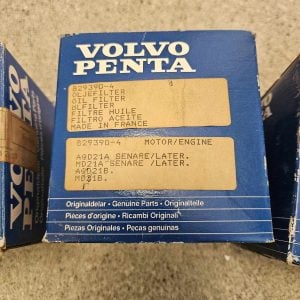 VOLVO
PENTA
829390-4
OLJEFILTER
OIL FILTER
ÖLFILTER
FILTRE HUILE
FILTRO ACEITE
MADE IN FRANCE
829390-4 MOTOR/ENGINE
AQD21A SENARE/LATER.
MD21A SENARE /LATER.
AQD21B.
MD21B.
Originaldelar · Genuine Parts · Originalteile
Pièces d'origine · Ricambi Originali
Piezas Originales · Peças genuinas